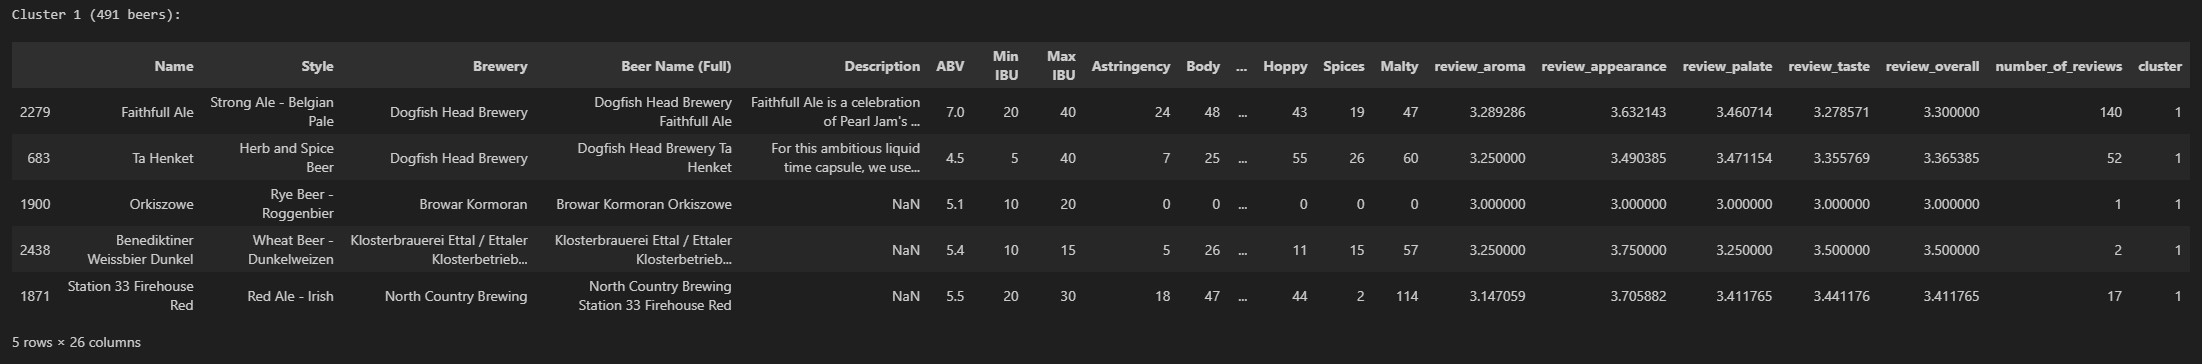 Cluster 1 (491 beers):
Name Style Brewery Beer Name (Full) Description ABV Min IBU Max IBU Astringency Body ... Hoppy Spices Malty review_aroma review_appearance review_palate review_taste review_overall number_of_reviews cluster
2279 Faithfull Ale Strong Ale - Belgian Pale Dogfish Head Brewery Dogfish Head Brewery Faithfull Ale Faithfull Ale is a celebration of Pearl Jam's ... 7.0 20 40 24 48 ... 43 19 47 3.289286 3.632143 3.460714 3.278571 3.300000 140 1
683 Ta Henket Herb and Spice Beer Dogfish Head Brewery Dogfish Head Brewery Ta Henket For this ambitious liquid time capsule, we use... 4.5 5 40 7 25 ... 55 26 60 3.250000 3.490385 3.471154 3.355769 3.365385 52 1
1900 Orkiszowe Rye Beer - Roggenbier Browar Kormoran Browar Kormoran Orkiszowe NaN 5.1 10 20 0 0 ... 0 0 0 3.000000 3.000000 3.000000 3.000000 3.000000 1 1
2438 Benediktiner Weissbier Dunkel Wheat Beer - Dunkelweizen Klosterbrauerei Ettal / Ettaler Klosterbetrieb... Klosterbrauerei Ettal / Ettaler Klosterbetrieb... NaN 5.4 10 15 5 26 ... 11 15 57 3.250000 3.750000 3.250000 3.500000 3.500000 2 1
1871 Station 33 Firehouse Red Red Ale - Irish North Country Brewing North Country Brewing Station 33 Firehouse Red NaN 5.5 20 30 18 47 ... 44 2 114 3.147059 3.705882 3.411765 3.441176 3.411765 17 1
5 rows × 26 columns